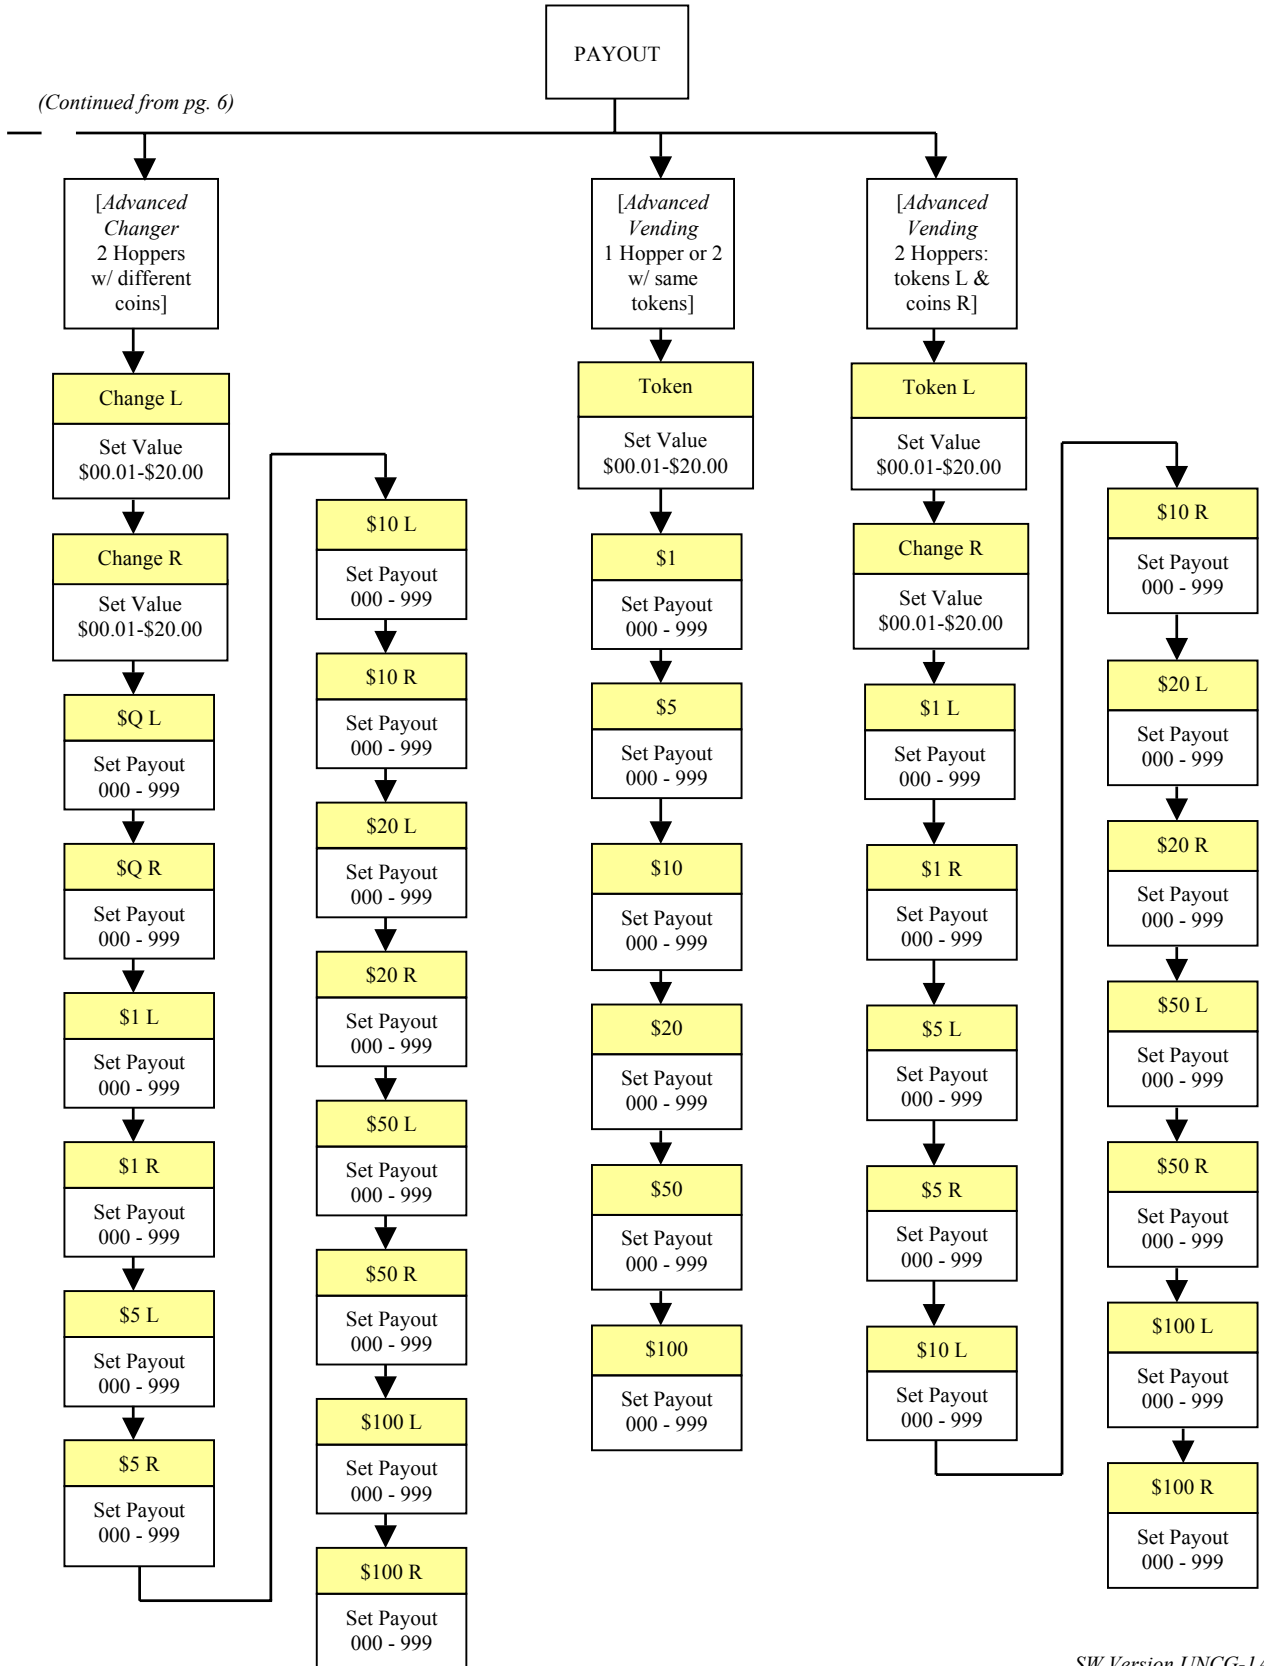 PAYOUT
(Continued from pg. 6)
[Advanced
Changer
2 Hoppers
w/ different
coins]
Change L
Set Value
$00.01-$20.00
Change R
Set Value
$00.01-$20.00
$Q L
Set Payout
000 - 999
$Q R
Set Payout
000 - 999
$1 L
Set Payout
000 - 999
$1 R
Set Payout
000 - 999
$5 L
Set Payout
000 - 999
$5 R
Set Payout
000 - 999
$10 L
Set Payout
000 - 999
$10 R
Set Payout
000 - 999
$20 L
Set Payout
000 - 999
$20 R
Set Payout
000 - 999
$50 L
Set Payout
000 - 999
$50 R
Set Payout
000 - 999
$100 L
Set Payout
000 - 999
$100 R
Set Payout
000 - 999
[Advanced
Vending
1 Hopper or 2
w/ same
tokens]
Token
Set Value
$00.01-$20.00
$1
Set Payout
000 - 999
$5
Set Payout
000 - 999
$10
Set Payout
000 - 999
$20
Set Payout
000 - 999
$50
Set Payout
000 - 999
$100
Set Payout
000 - 999
[Advanced
Vending
2 Hoppers:
tokens L &
coins R]
Token L
Set Value
$00.01-$20.00
Change R
Set Value
$00.01-$20.00
$1 L
Set Payout
000 - 999
$1 R
Set Payout
000 - 999
$5 L
Set Payout
000 - 999
$5 R
Set Payout
000 - 999
$10 L
Set Payout
000 - 999
$10 R
Set Payout
000 - 999
$20 L
Set Payout
000 - 999
$20 R
Set Payout
000 - 999
$50 L
Set Payout
000 - 999
$50 R
Set Payout
000 - 999
$100 L
Set Payout
000 - 999
$100 R
Set Payout
000 - 999
SW Version UNCG-1A